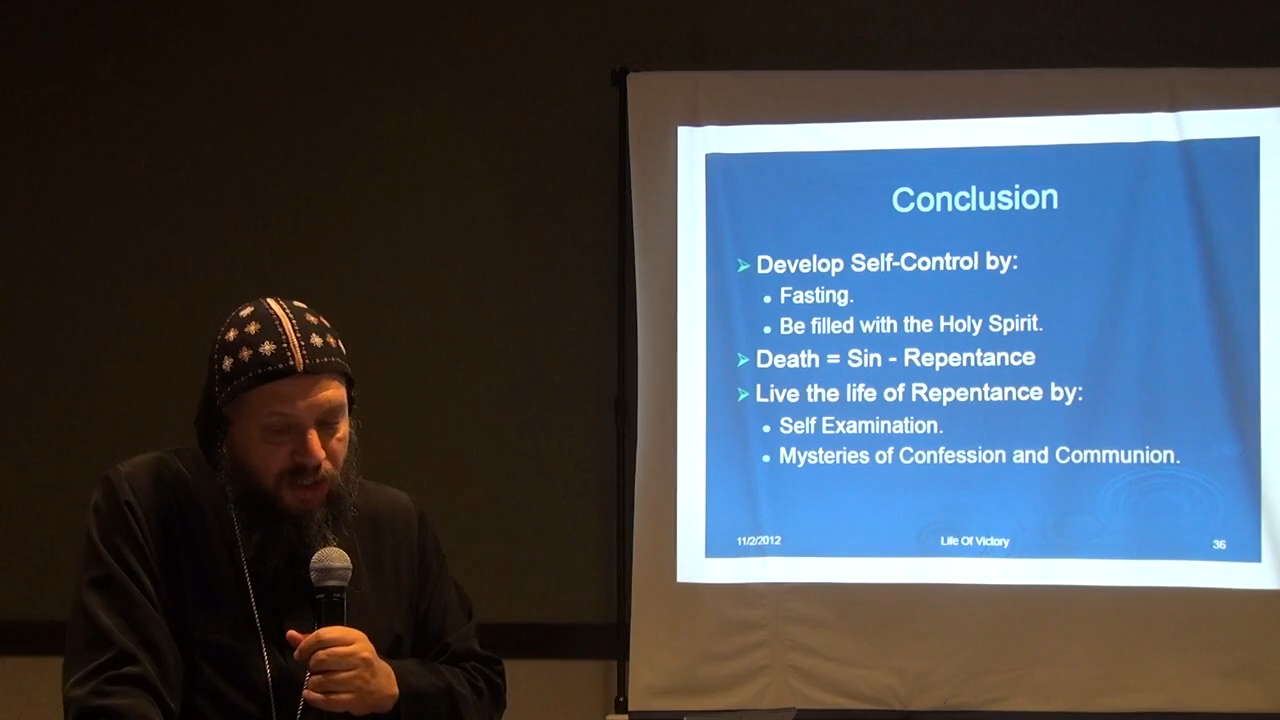 Conclusion
➢ Develop Self-Control by:
• Fasting.
• Be filled with the Holy Spirit.
➢ Death = Sin - Repentance
➢ Live the life of Repentance by:
• Self Examination.
• Mysteries of Confession and Communion.
11/2/2012 Life Of Victory 36